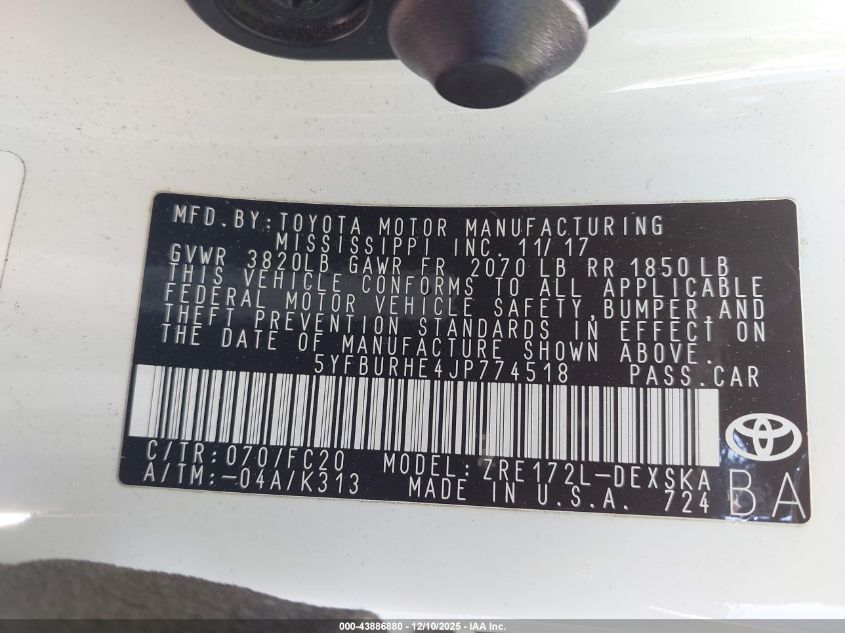 MFD.BY:TOYOTA MOTOR MANUFACTURING
MISSISSIPPI INC. 11/17
GVWR 3820LB GAWR FR 2070 LB RR 1850 LB
THIS VEHICLE CONFORMS TO ALL APPLICABLE
FEDERAL MOTOR VEHICLE SAFETY,BUMPER,AND
THEFT PREVENTION STANDARDS IN EFFECT ON
THE DATE OF MANUFACTURE SHOWN ABOVE.
5YFBURHE4JP774518 PASS.CAR
C/TR:070/FC20 MODEL:ZRE172L-DEXSKA
A/TM:-04A/K313 MADE IN U.S.A. 724
BA
000-43886880 - 12/10/2025 - IAA Inc.